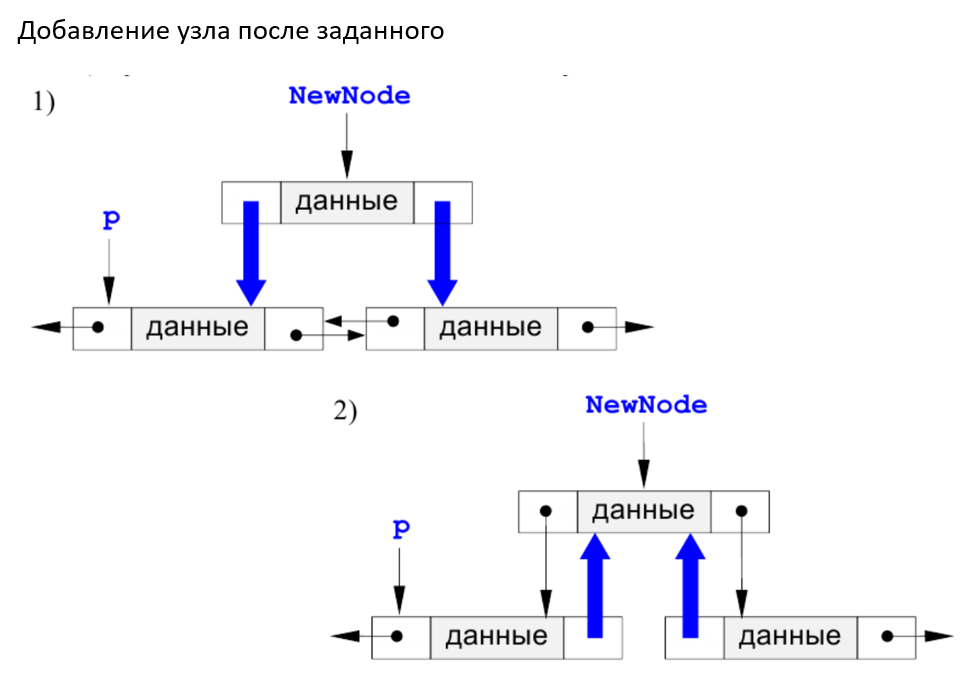 Добавление узла после заданного
1)
NewNode
данные
p
данные
данные
2)
NewNode
данные
p
данные
данные